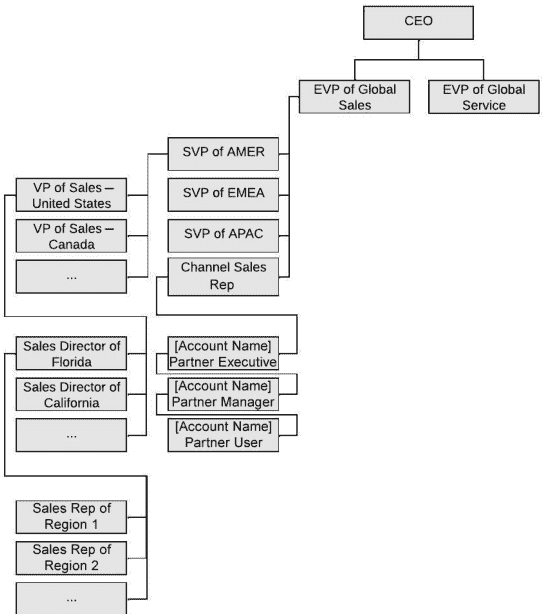 CEO
EVP of Global
Sales
EVP of Global
Service
SVP of AMER
VP of Sales –
United States
SVP of EMEA
VP of Sales –
Canada
SVP of APAC
...
Channel Sales
Rep
Sales Director of
Florida
[Account Name]
Partner Executive
Sales Director of
California
[Account Name]
Partner Manager
...
[Account Name]
Partner User
Sales Rep of
Region 1
Sales Rep of
Region 2
...